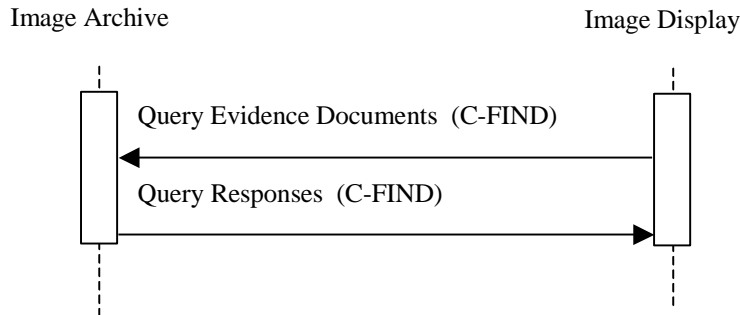 Image Archive
Image Display
Query Evidence Documents (C-FIND)
Query Responses (C-FIND)